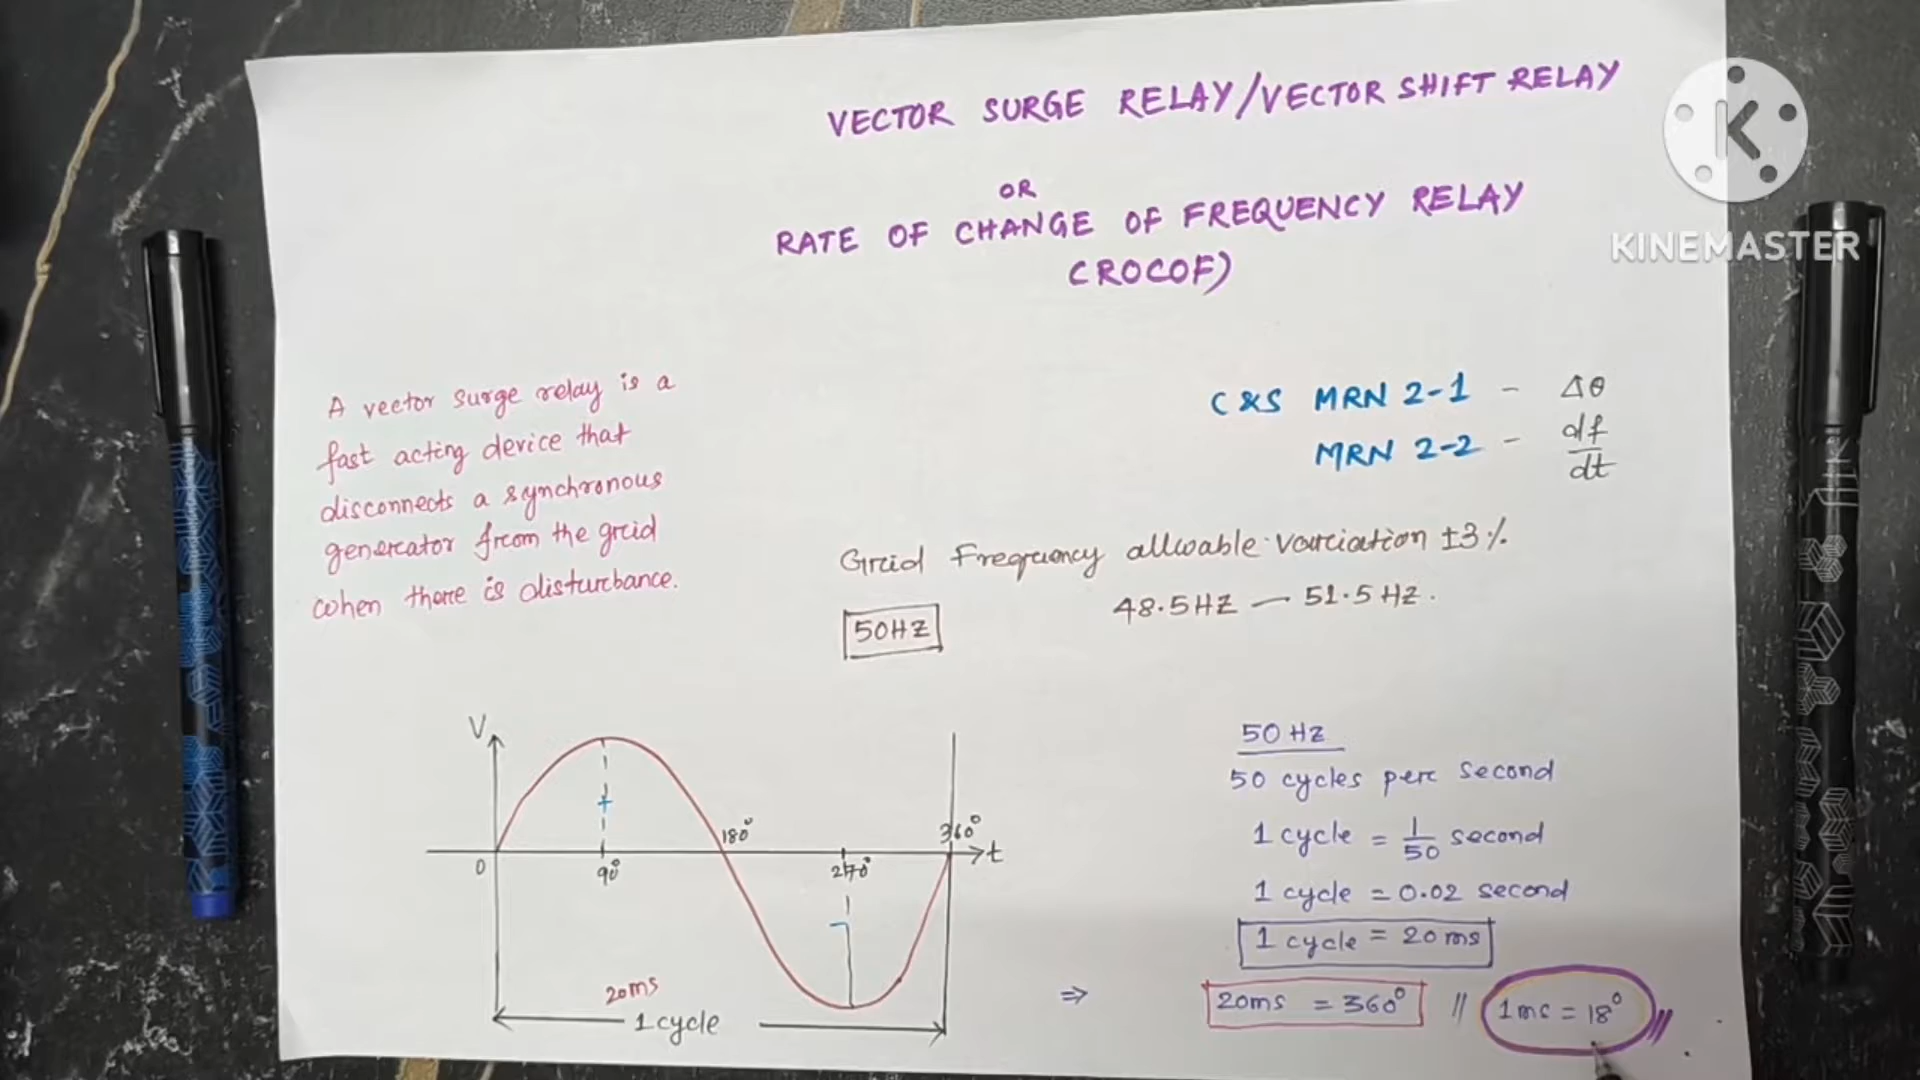 VECTOR SURGE RELAY/VECTOR SHIFT RELAY
OR
RATE OF CHANGE OF FREQUENCY RELAY
(ROCOF)
KINEMASTER
A vector surge relay is a
fast acting device that
disconnects a synchronous
generator from the grid
when there is disturbance.
C&S MRN 2-1 - Δθ
MRN 2-2 - df/dt
Grid Frequency allwable variation ±3%
48.5HZ — 51.5HZ.
50HZ
V
0
90°
180°
270°
360°
t
+
-
20ms
1 cycle
50 HZ
50 cycles per second
1 cycle = 1/50 second
1 cycle = 0.02 second
1 cycle = 20ms
⇒ 20ms = 360° // 1ms = 18° //